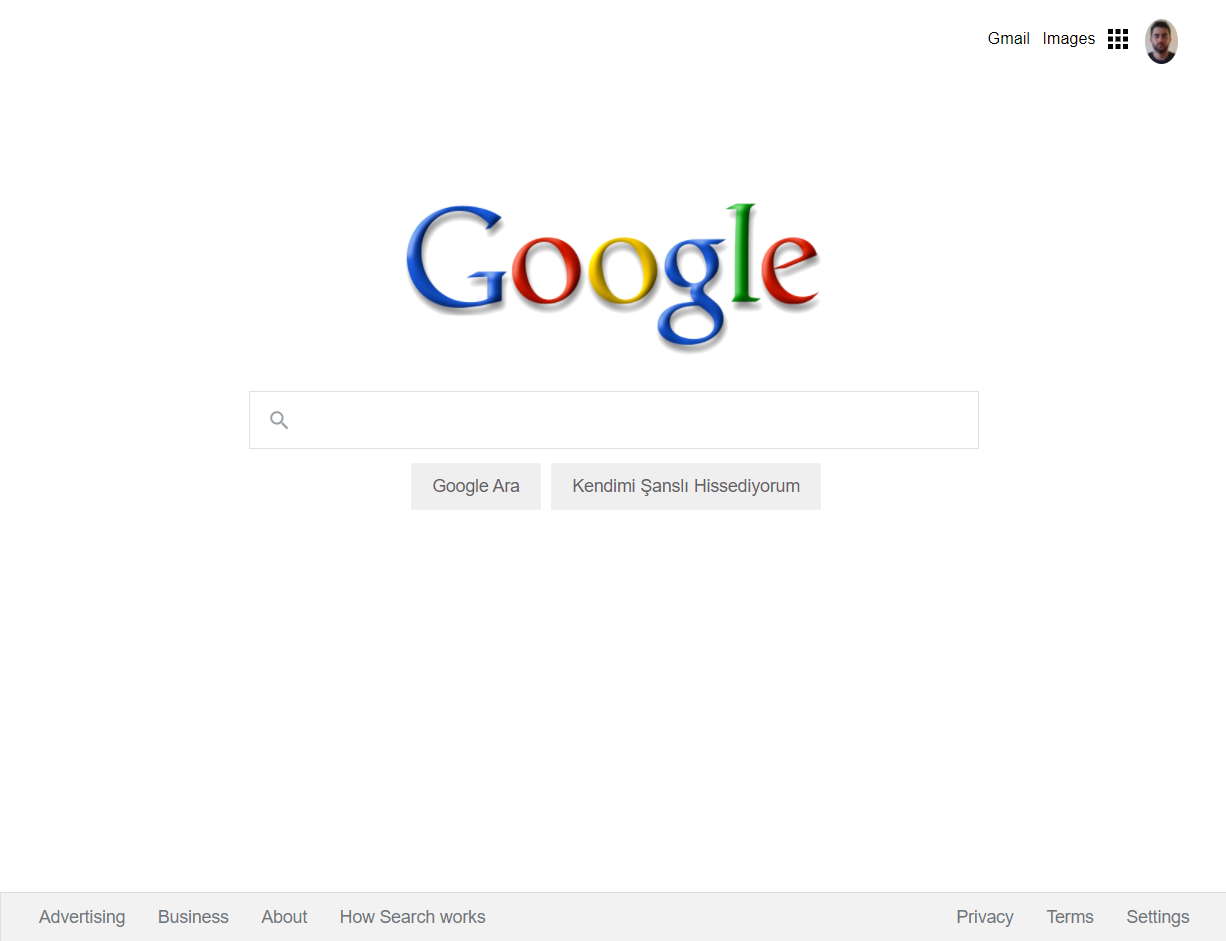 Gmail Images
Google
Google Ara Kendimi Şanslı Hissediyorum
Advertising Business About How Search works Privacy Terms Settings